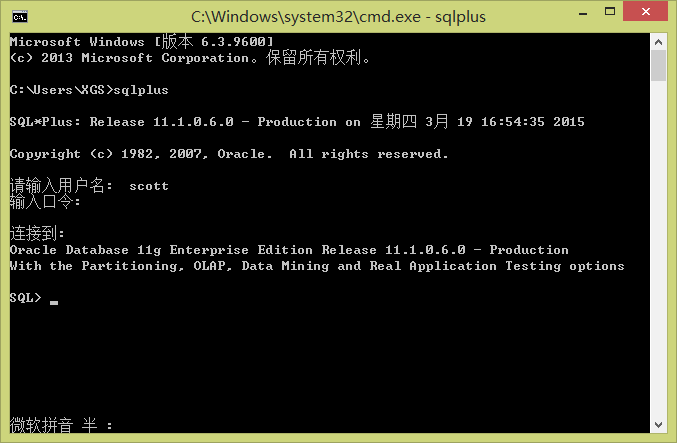 C:\Windows\system32\cmd.exe - sqlplus
Microsoft Windows [版本 6.3.9600]
(c) 2013 Microsoft Corporation。保留所有权利。
C:\Users\XGS>sqlplus
SQL*Plus: Release 11.1.0.6.0 - Production on 星期四 3月 19 16:54:35 2015
Copyright (c) 1982, 2007, Oracle.  All rights reserved.
请输入用户名:  scott
输入口令:
连接到:
Oracle Database 11g Enterprise Edition Release 11.1.0.6.0 - Production
With the Partitioning, OLAP, Data Mining and Real Application Testing options
SQL> _
微软拼音 半 :